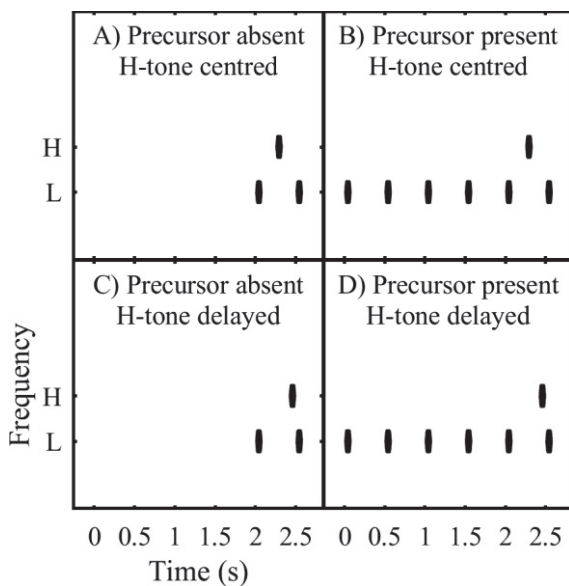 A) Precursor absent
H-tone centred
B) Precursor present
H-tone centred
H
L
C) Precursor absent
H-tone delayed
D) Precursor present
H-tone delayed
Frequency
H
L
0 0.5 1 1.5 2 2.5 0 0.5 1 1.5 2 2.5
Time (s)